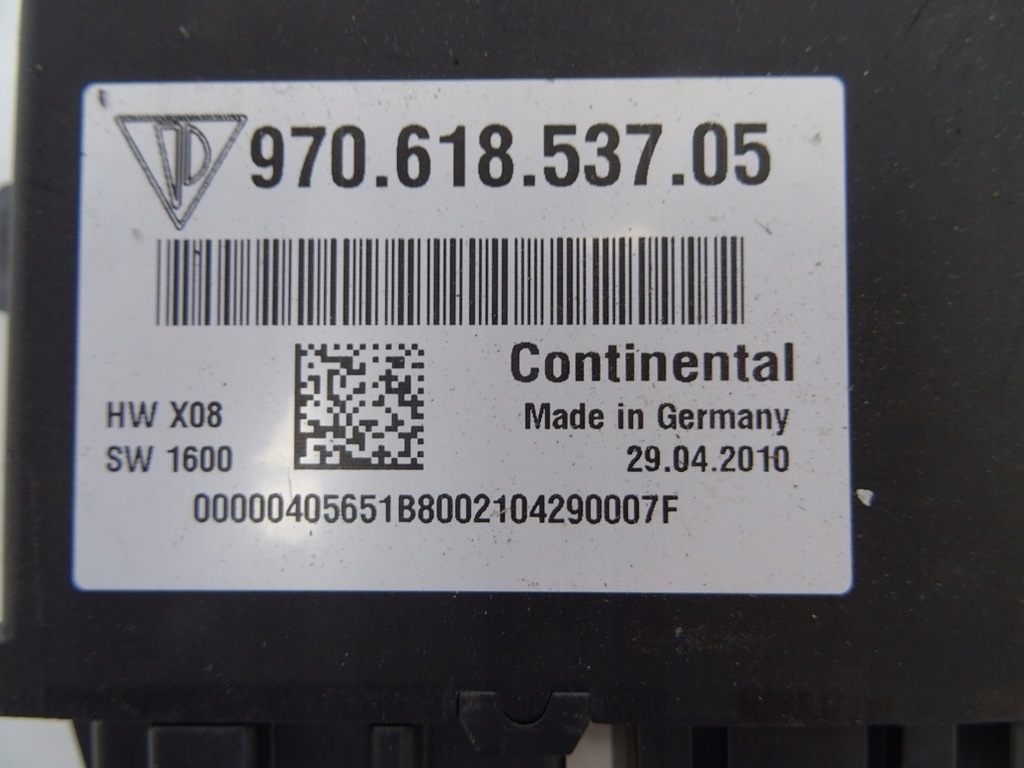 970.618.537.05
Continental
HW X08
Made in Germany
SW 1600
29.04.2010
00000405651B8002104290007F